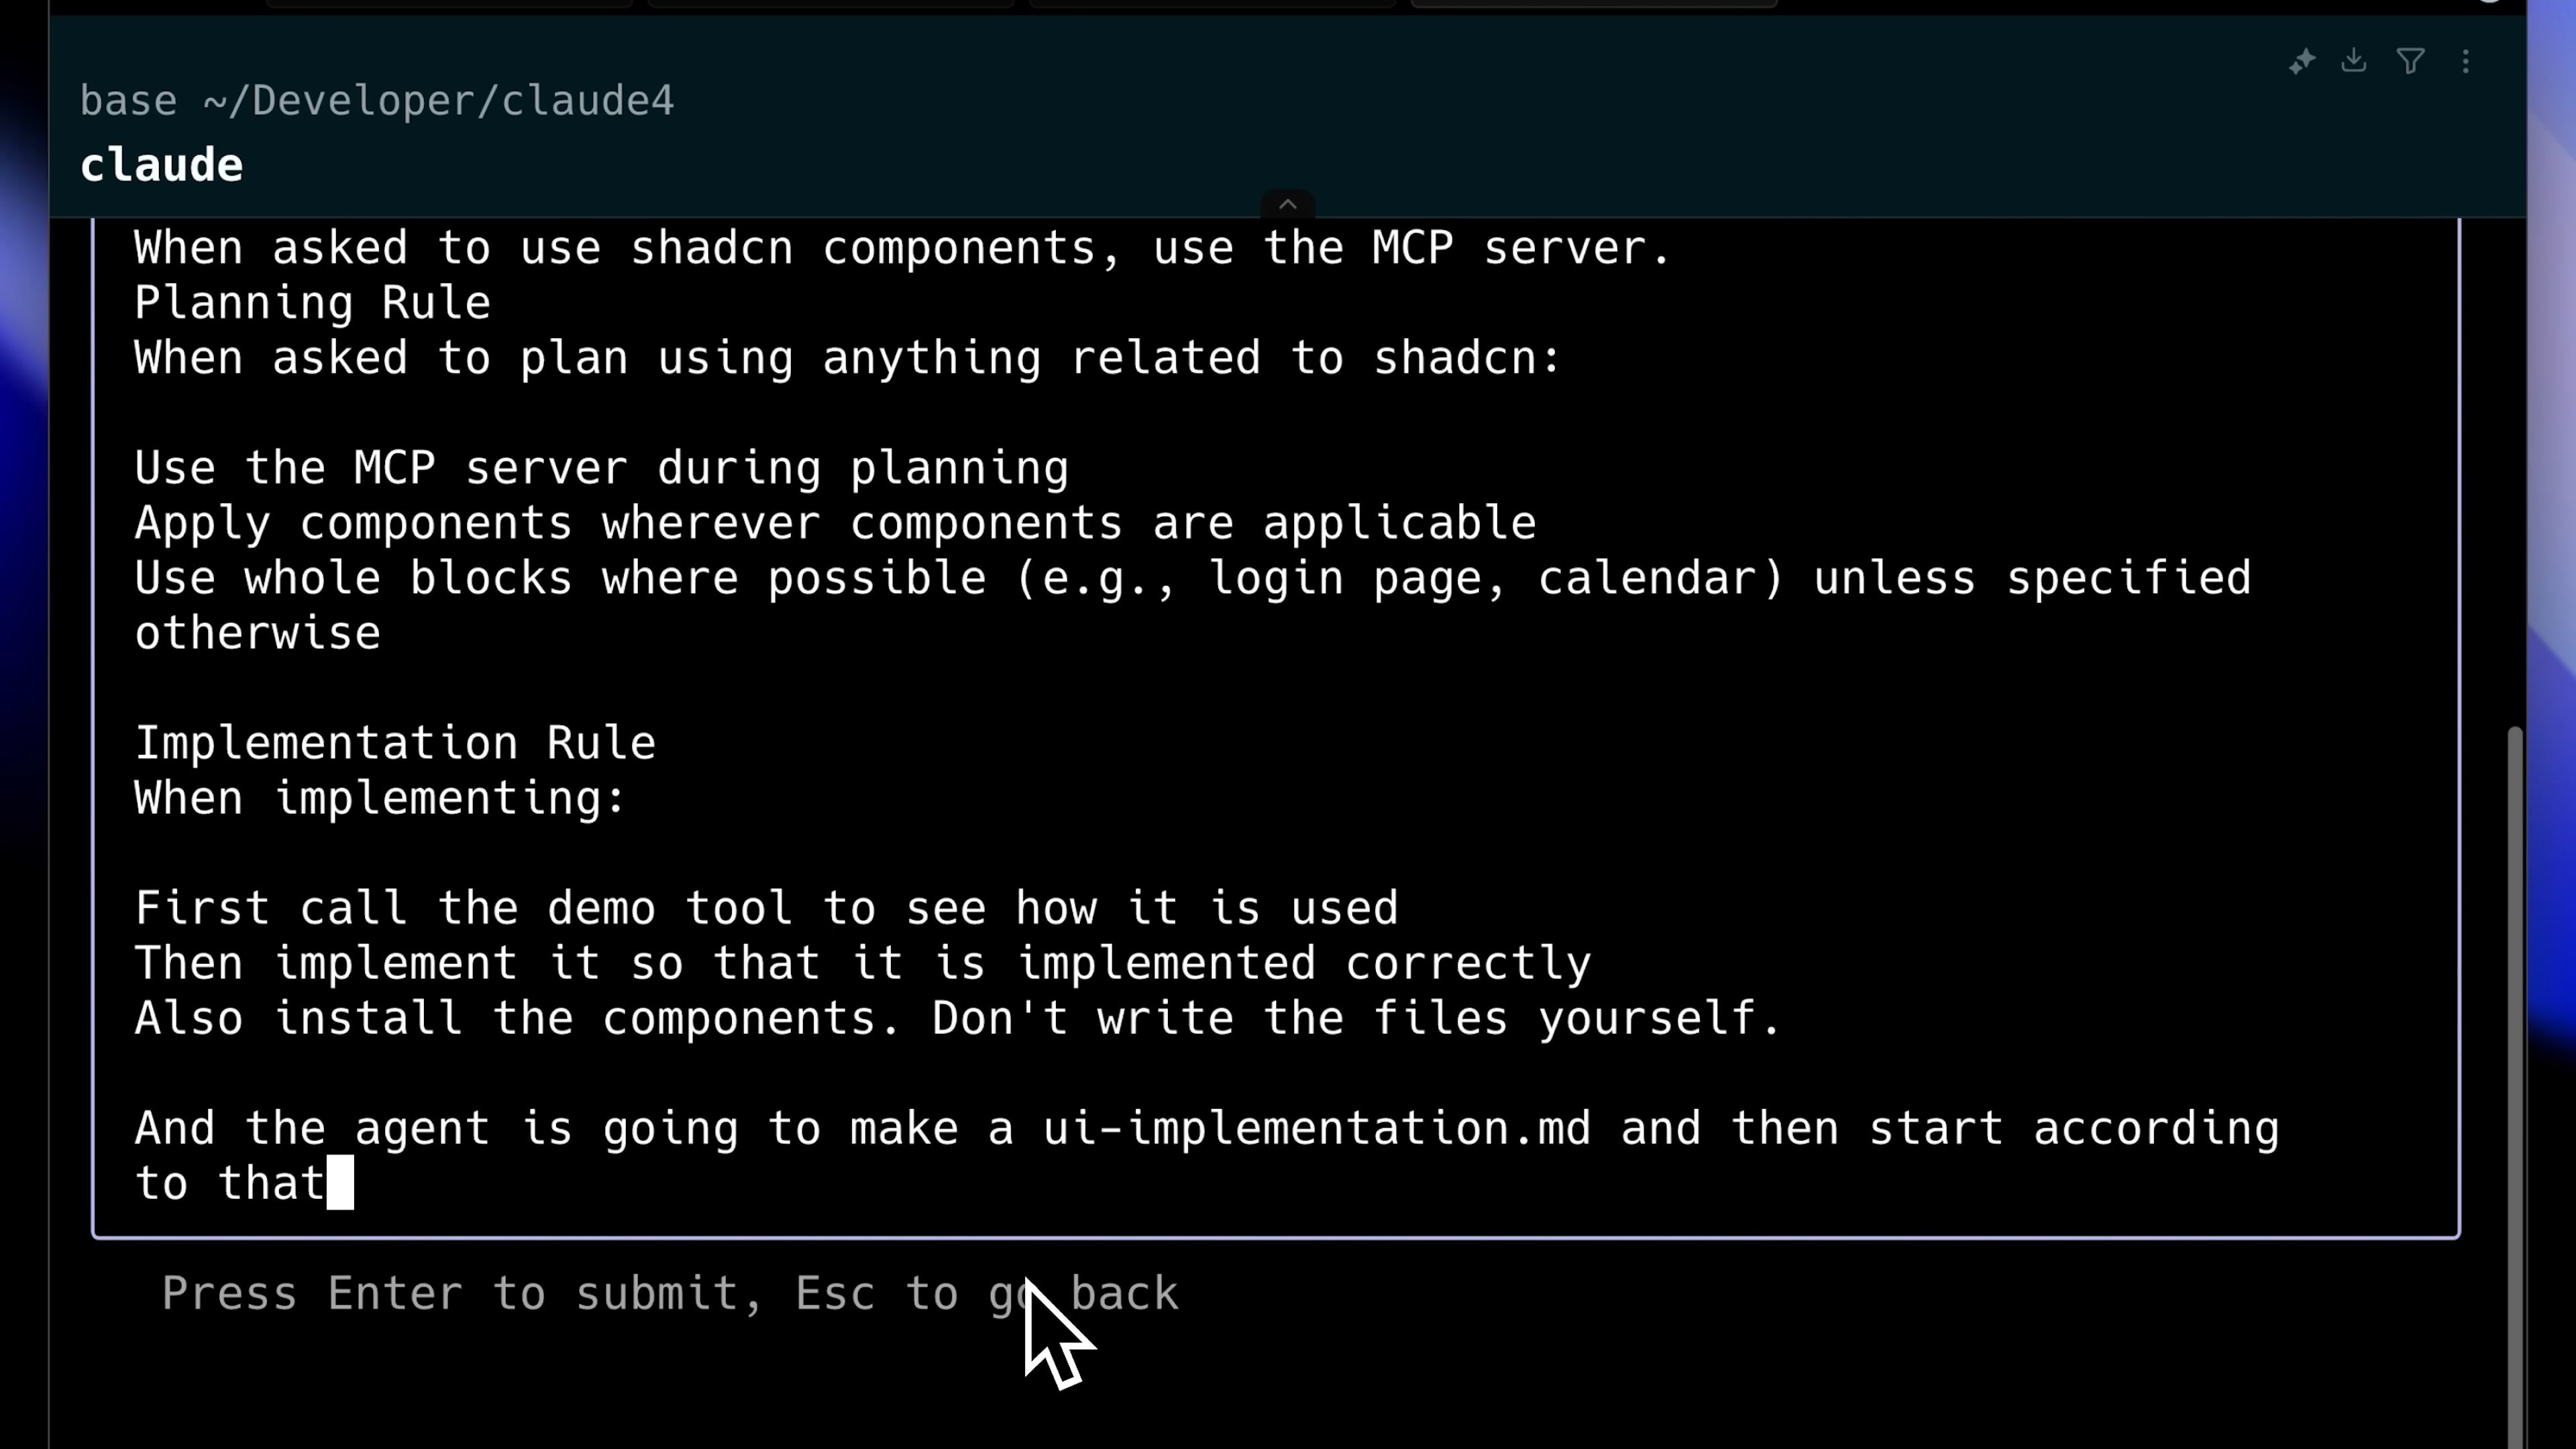 base ~/Developer/claude4
claude
When asked to use shadcn components, use the MCP server.
Planning Rule
When asked to plan using anything related to shadcn:
Use the MCP server during planning
Apply components wherever components are applicable
Use whole blocks where possible (e.g., login page, calendar) unless specified
otherwise
Implementation Rule
When implementing:
First call the demo tool to see how it is used
Then implement it so that it is implemented correctly
Also install the components. Don't write the files yourself.
And the agent is going to make a ui-implementation.md and then start according
to that
Press Enter to submit, Esc to go back